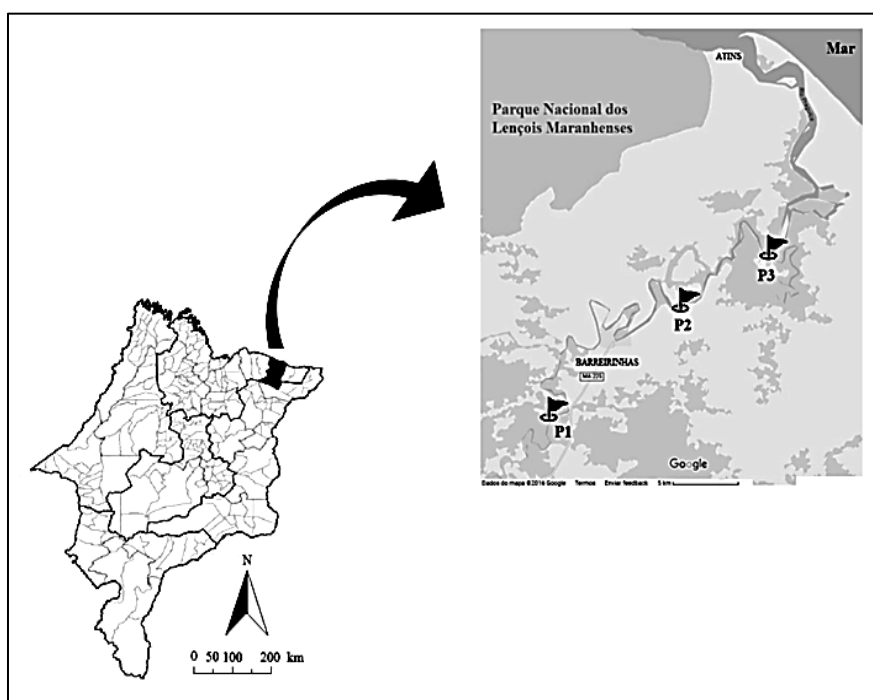 Mar
ATINS
Parque Nacional dos
Lençois Maranhenses
P3
P2
BARREIRINHAS
P1
Google
Dados do mapa ©2016 Google Termos Enviar feedback 5 km
N
0 50 100 200 km